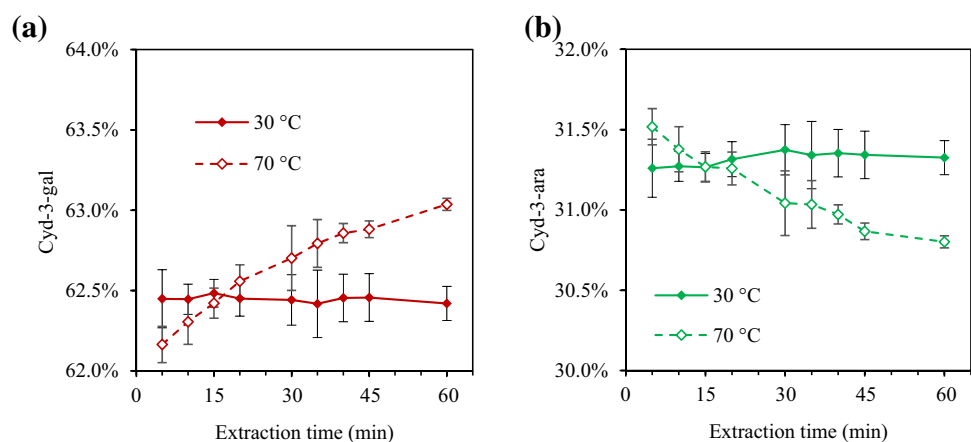 (a)
64.0%
63.5%
63.0%
62.5%
62.0%
Cyd-3-gal
30 °C
70 °C
0 15 30 45 60
Extraction time (min)
(b)
32.0%
31.5%
31.0%
30.5%
30.0%
Cyd-3-ara
30 °C
70 °C
0 15 30 45 60
Extraction time (min)